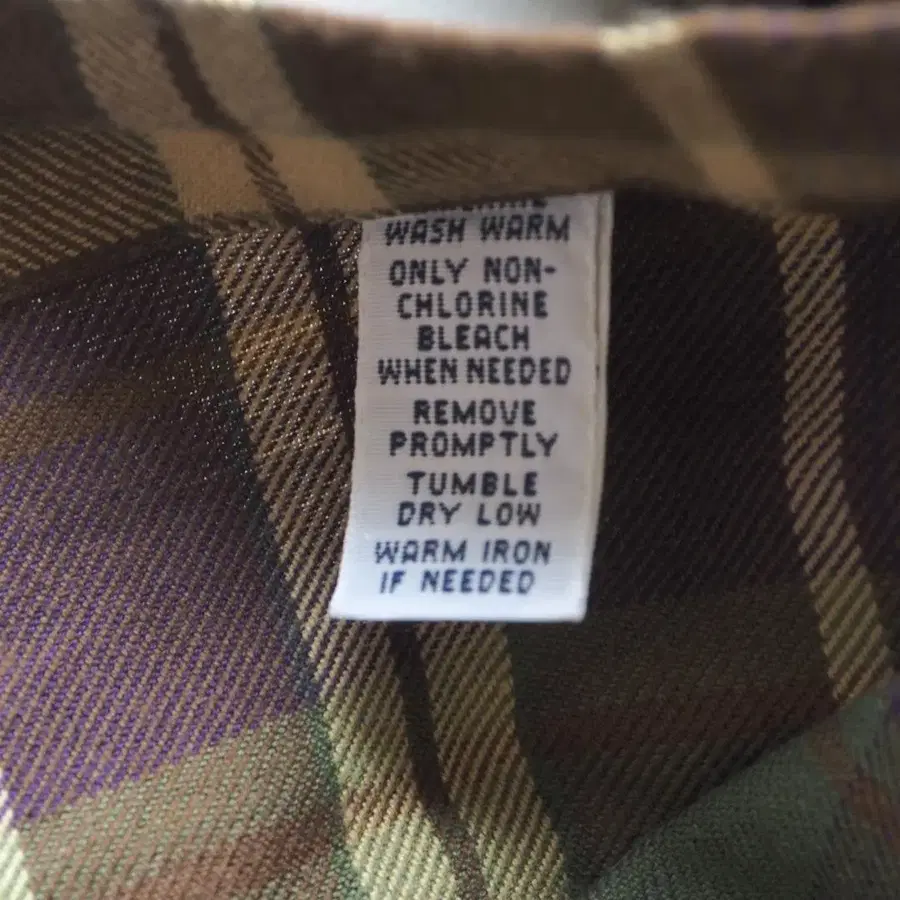 WASH WARM
ONLY NON-
CHLORINE
BLEACH
WHEN NEEDED
REMOVE
PROMPTLY
TUMBLE
DRY LOW
WARM IRON
IF NEEDED